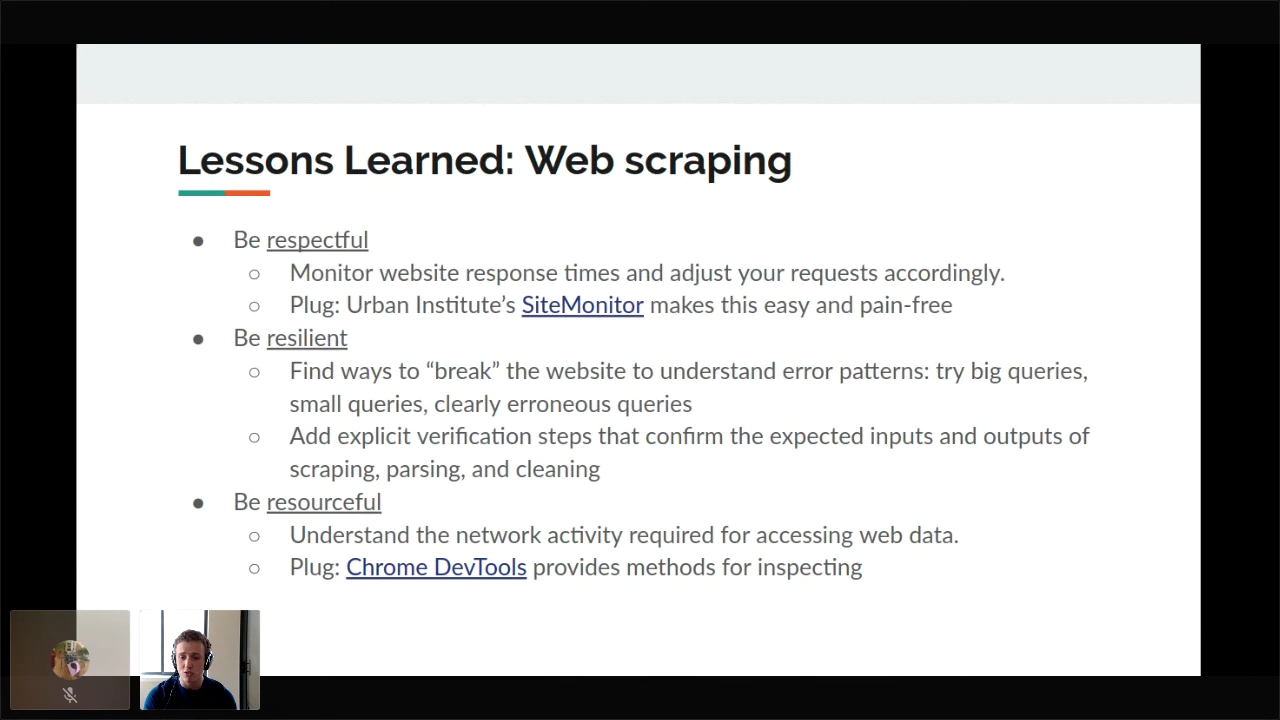 Lessons Learned: Web scraping
● Be respectful
○ Monitor website response times and adjust your requests accordingly.
○ Plug: Urban Institute’s SiteMonitor makes this easy and pain-free
● Be resilient
○ Find ways to “break” the website to understand error patterns: try big queries,
small queries, clearly erroneous queries
○ Add explicit verification steps that confirm the expected inputs and outputs of
scraping, parsing, and cleaning
● Be resourceful
○ Understand the network activity required for accessing web data.
○ Plug: Chrome DevTools provides methods for inspecting